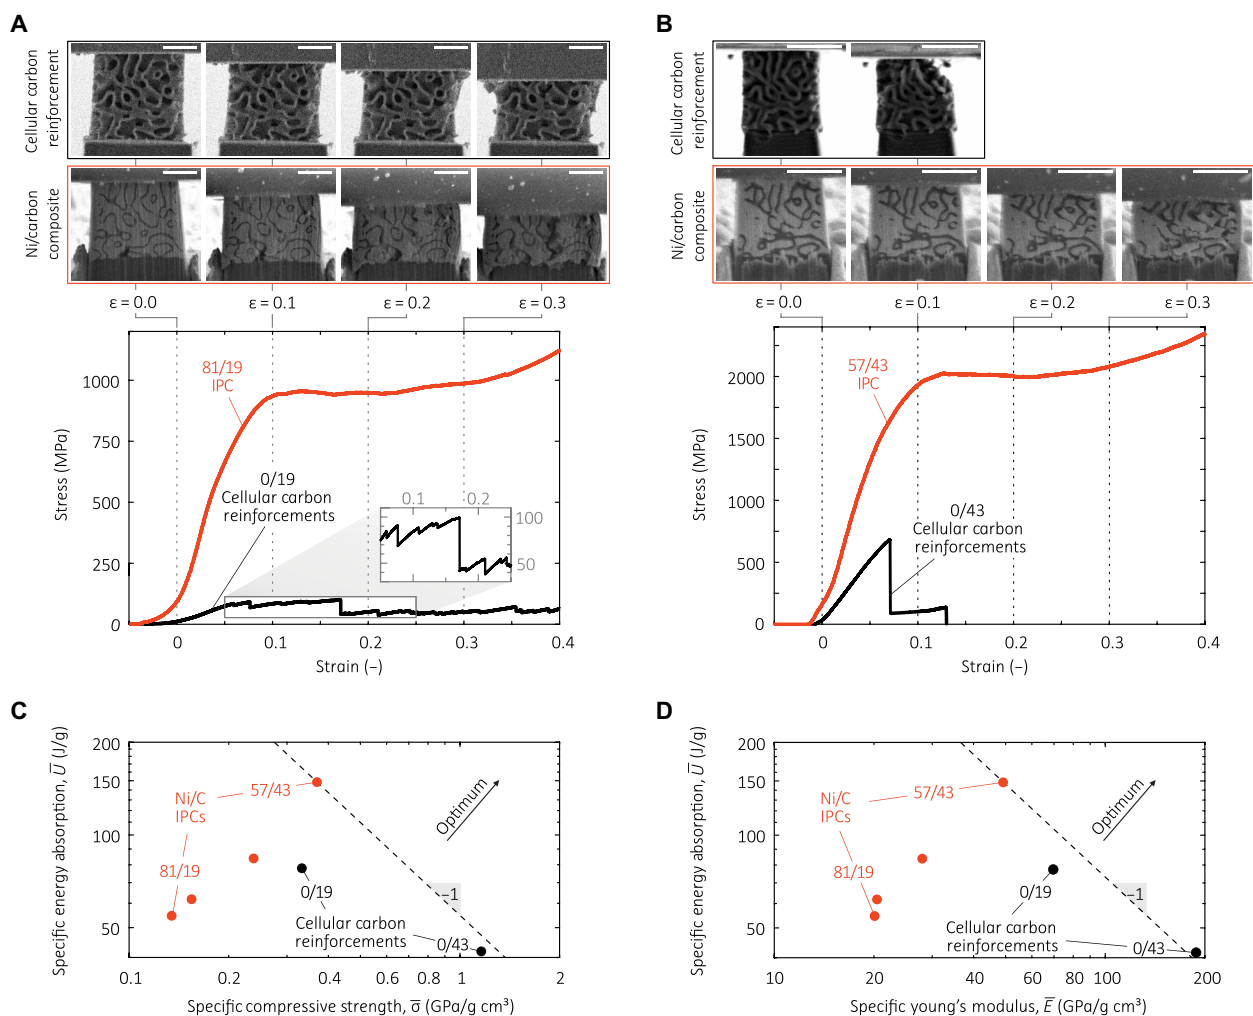 A
B
Cellular carbon
reinforcement
Cellular carbon
reinforcement
Ni/carbon
composite
Ni/carbon
composite
ε = 0.0
ε = 0.1
ε = 0.2
ε = 0.3
ε = 0.0
ε = 0.1
ε = 0.2
ε = 0.3
Stress (MPa)
1000
750
500
250
0
81/19
IPC
0/19
Cellular carbon
reinforcements
0.1
0.2
100
50
0
0.1
0.2
0.3
0.4
Strain (–)
Stress (MPa)
2000
1500
1000
500
0
57/43
IPC
0/43
Cellular carbon
reinforcements
0
0.1
0.2
0.3
0.4
Strain (–)
C
Specific energy absorption, U̅ (J/g)
200
150
100
50
Ni/C
IPCs
57/43
81/19
0/19
Cellular carbon
reinforcements
0/43
Optimum
–1
0.1
0.2
0.4
0.6
0.8
1
2
Specific compressive strength, σ̅ (GPa/g cm³)
D
Specific energy absorption, U̅ (J/g)
200
150
100
50
Ni/C
IPCs
57/43
81/19
0/19
Cellular carbon
reinforcements
0/43
Optimum
–1
10
20
40
60
80
100
200
Specific young's modulus, E̅ (GPa/g cm³)